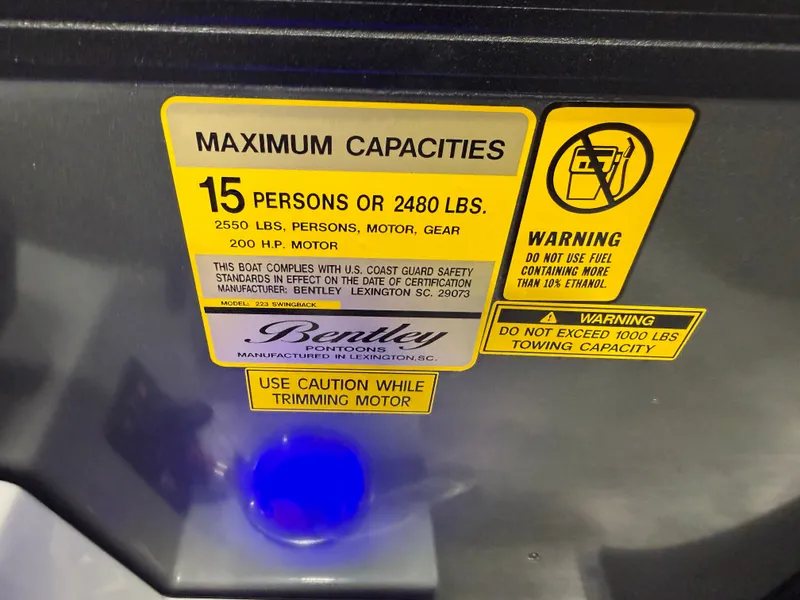 MAXIMUM CAPACITIES
15 PERSONS OR 2480 LBS.
2550 LBS, PERSONS, MOTOR, GEAR
200 H.P. MOTOR
THIS BOAT COMPLIES WITH U.S. COAST GUARD SAFETY
STANDARDS IN EFFECT ON THE DATE OF CERTIFICATION
MANUFACTURER: BENTLEY LEXINGTON SC. 29073
MODEL: 223 SWINGBACK
Bentley
PONTOONS
MANUFACTURED IN LEXINGTON, SC.
USE CAUTION WHILE
TRIMMING MOTOR
WARNING
DO NOT USE FUEL
CONTAINING MORE
THAN 10% ETHANOL.
WARNING
DO NOT EXCEED 1000 LBS
TOWING CAPACITY